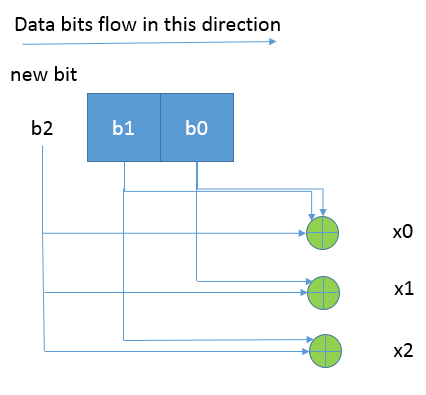 Data bits flow in this direction
new bit
b2
b1
b0
x0
x1
x2